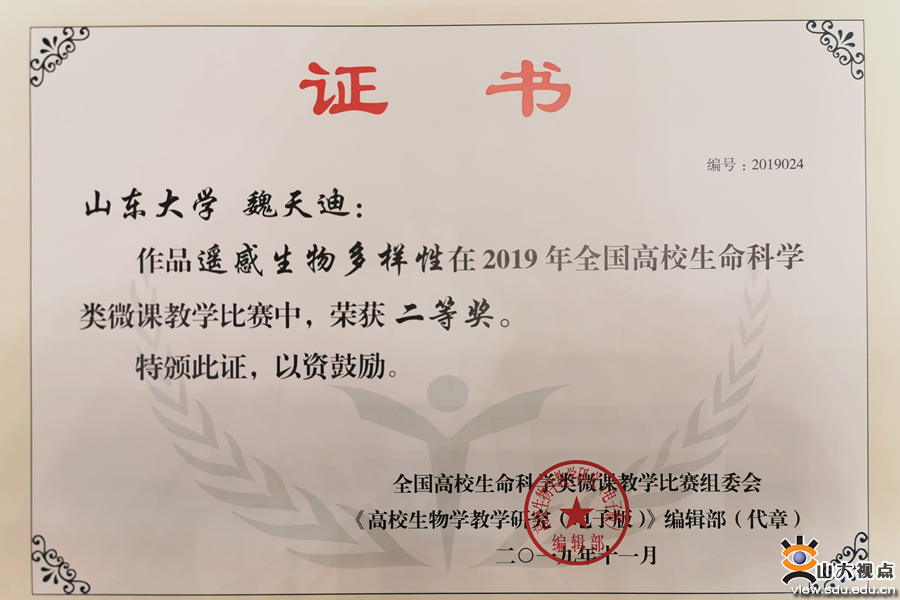 证 书
编号：2019024
山东大学 魏天迪：
作品遥感生物多样性在2019年全国高校生命科学
类微课教学比赛中，荣获 二等奖。
特颁此证，以资鼓励。
全国高校生命科学类微课教学比赛组委会
《高校生物学教学研究（电子版）》编辑部（代章）
二〇一九年十一月
编辑部
山大视点
view.sdu.edu.cn